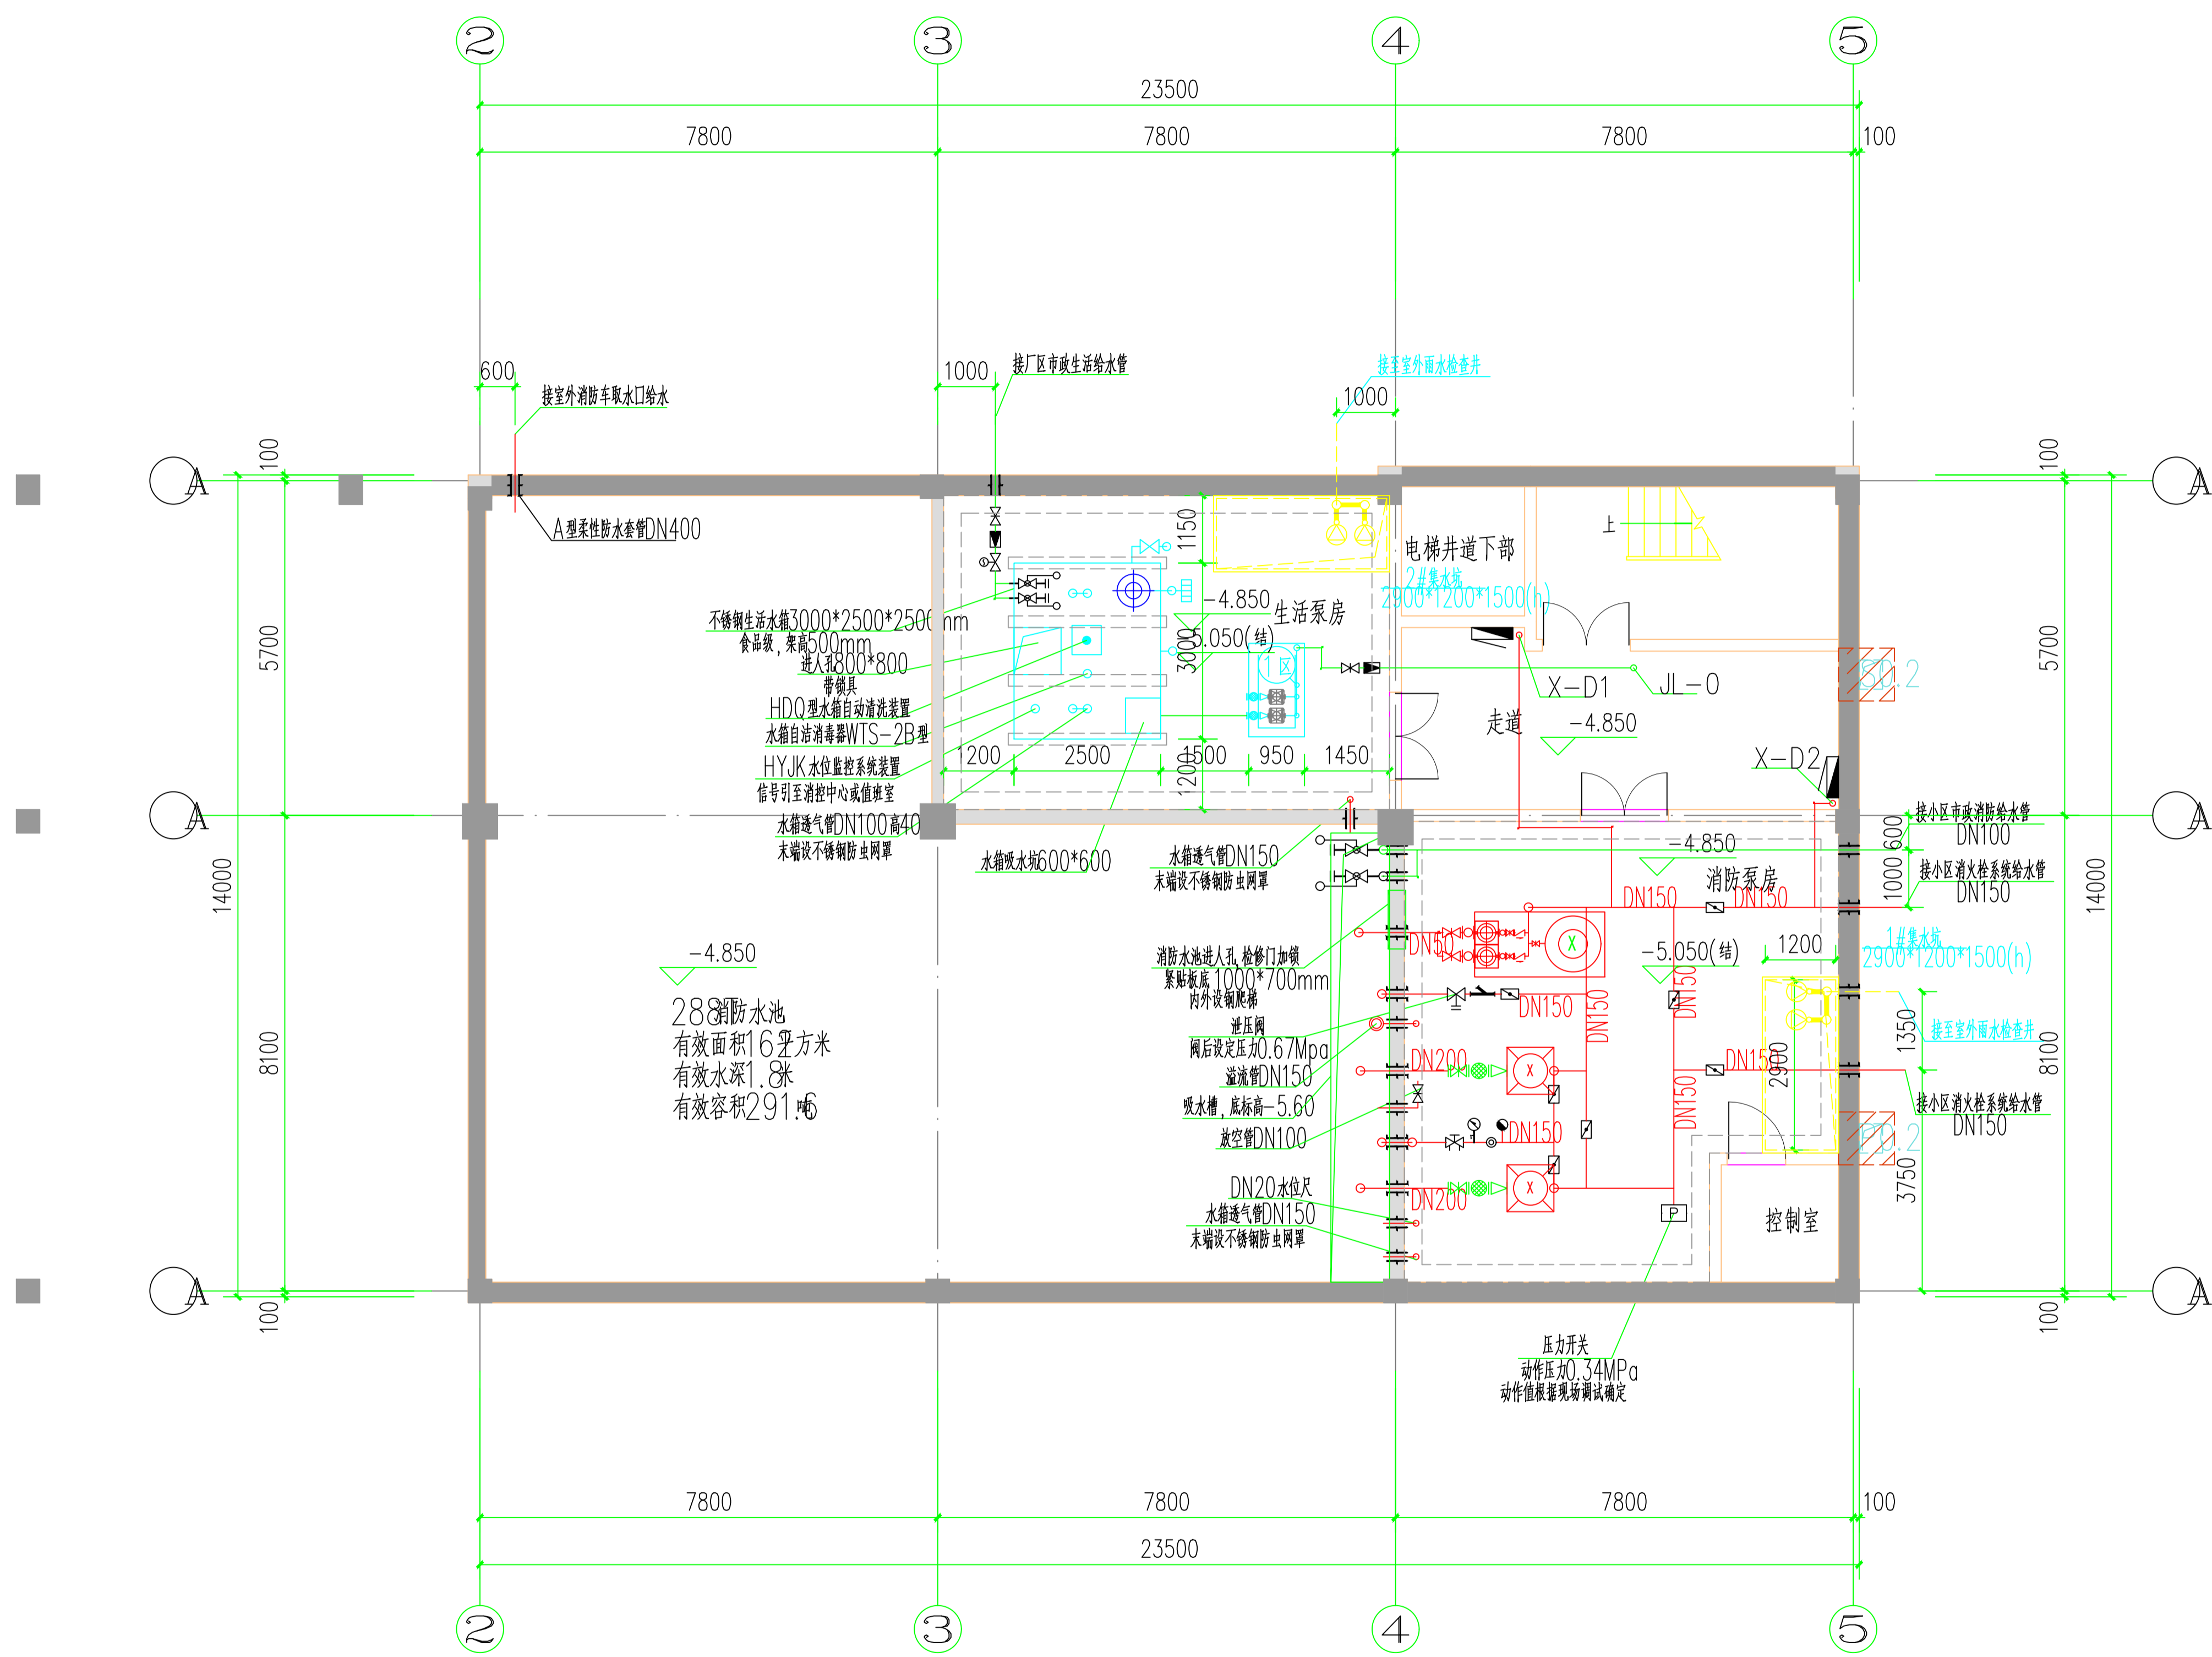 2
3
4
5
23500
7800
7800
7800
100
600
1000
1000
接室外消防车取水口给水
接厂区市政生活给水管
接至室外雨水检查井
100
5700
8100
14000
100
A
A
A
A型柔性防水套管DN400
1150
3000
1200
不锈钢生活水箱3000*2500*2500mm
食品级，架高500mm
进人孔800*800
带锁具
HDQ型水箱自动清洗装置
水箱自洁消毒器WTS-2B型
HYJK水位监控系统装置
信号引至消控中心或值班室
水箱透气管DN100高40
末端设不锈钢防虫网罩
水箱吸水坑600*600
-4.850
生活泵房
-5.050(结)
1区
1200
2500
1500
950
1450
电梯井道下部
2#集水坑
2900*1200*1500(h)
上
X-D1
JL-0
走道
-4.850
X-D2
水箱透气管DN150
末端设不锈钢防虫网罩
-4.850
消防泵房
接小区市政消防给水管
DN100
接小区消火栓系统给水管
DN150
600
1000
DN150
DN150
DN50
-5.050(结)
1200
1#集水坑
2900*1200*1500(h)
消防水池进人孔,检修门加锁
紧贴板底,1000*700mm
内外设钢爬梯
泄压阀
阀后设定压力0.67Mpa
溢流管DN150
吸水槽，底标高-5.60
放空管DN100
DN20水位尺
水箱透气管DN150
末端设不锈钢防虫网罩
DN150
DN150
DN150
DN200
DN150
DN150
DN150
DN200
2900
1350
3750
接至室外雨水检查井
接小区消火栓系统给水管
DN150
P
控制室
-4.850
288T消防水池
有效面积162平方米
有效水深1.8米
有效容积291.6吨
压力开关
动作压力0.34MPa
动作值根据现场调试确定
100
5700
8100
14000
100
A
A
A
7800
7800
7800
100
23500
2
3
4
5